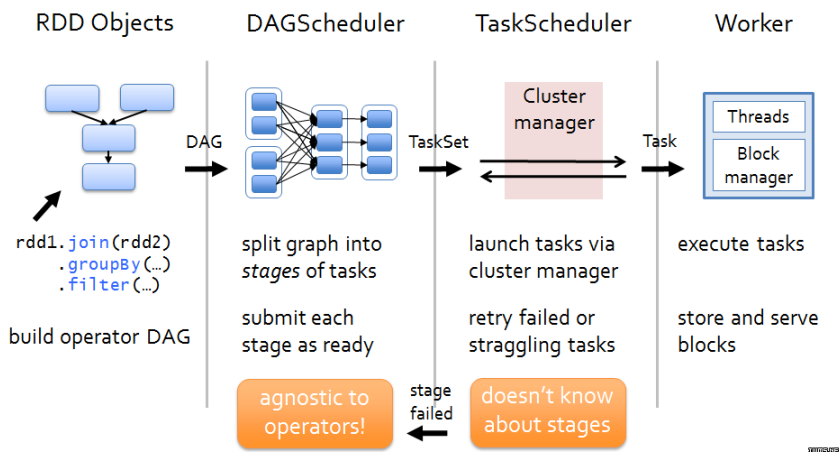 RDD Objects
DAGScheduler
TaskScheduler
Worker
DAG
TaskSet
Cluster
manager
Task
Threads
Block
manager
rdd1.join(rdd2)
.groupBy(…)
.filter(…)
build operator DAG
split graph into
stages of tasks
submit each
stage as ready
agnostic to
operators!
launch tasks via
cluster manager
retry failed or
straggling tasks
stage
failed
doesn't know
about stages
execute tasks
store and serve
blocks